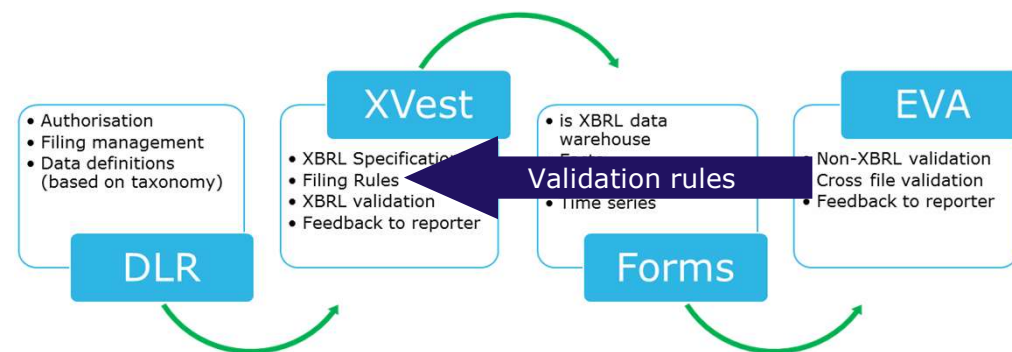 • Authorisation
• Filing management
• Data definitions
(based on taxonomy)
DLR
XVest
• XBRL Specification
• Filing Rules
• XBRL validation
• Feedback to reporter
• is XBRL data
warehouse
• Time series
Forms
Validation rules
EVA
• Non-XBRL validation
Cross file validation
• Feedback to reporter